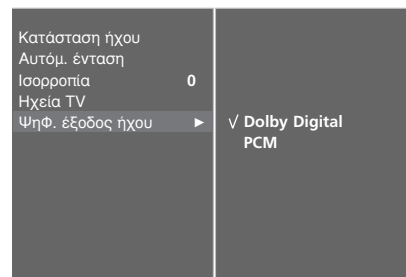 Κατάσταση ήχου
Αυτόμ. ένταση
Ισορροπία 0
Ηχεία TV
ΨηΦ. έξοδος ήχου ►
√ Dolby Digital
PCM